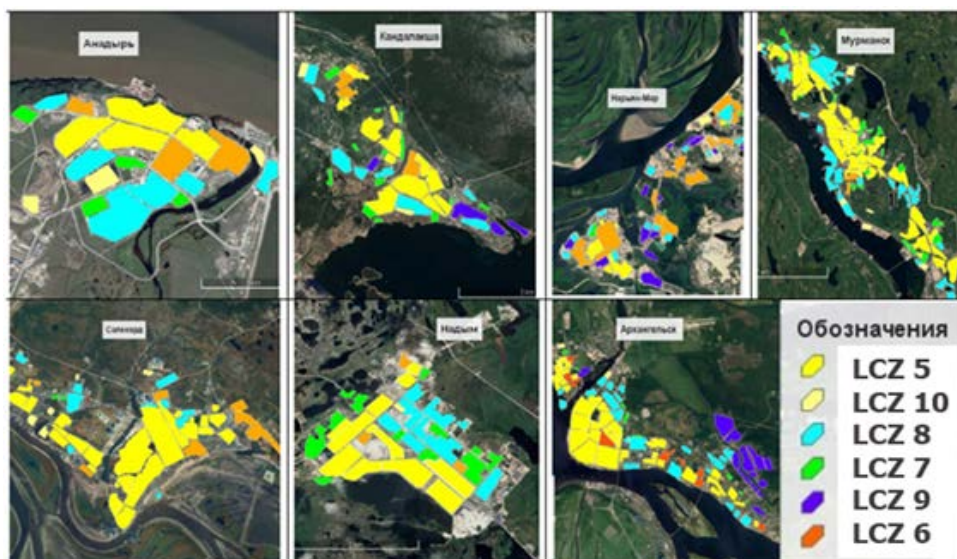 Анадырь
Кандалакша
Нарьян-Мар
Мурманск
Салехард
Надым
Архангельск
Обозначения
LCZ 5
LCZ 10
LCZ 8
LCZ 7
LCZ 9
LCZ 6